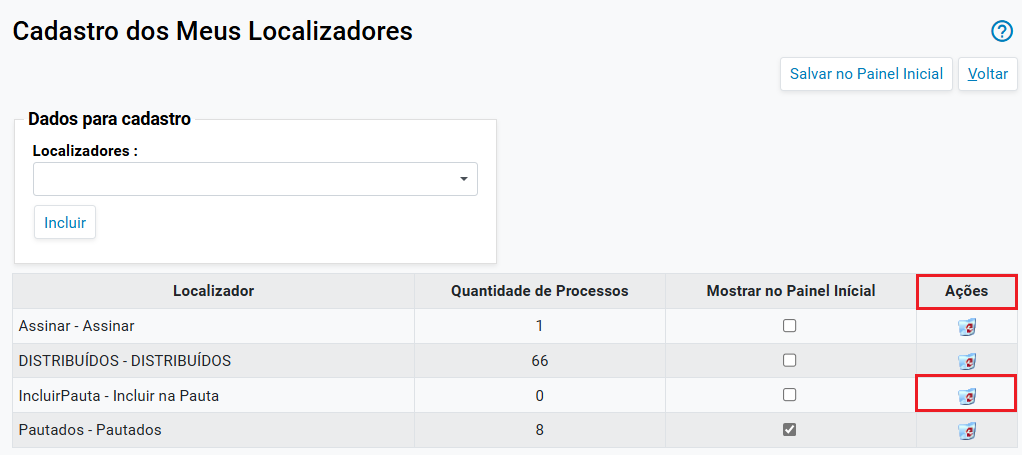 Cadastro dos Meus Localizadores
?
Salvar no Painel Inicial Voltar
Dados para cadastro
Localizadores :
Incluir
Localizador Quantidade de Processos Mostrar no Painel Inícial Ações
Assinar - Assinar 1
DISTRIBUÍDOS - DISTRIBUÍDOS 66
IncluirPauta - Incluir na Pauta 0
Pautados - Pautados 8